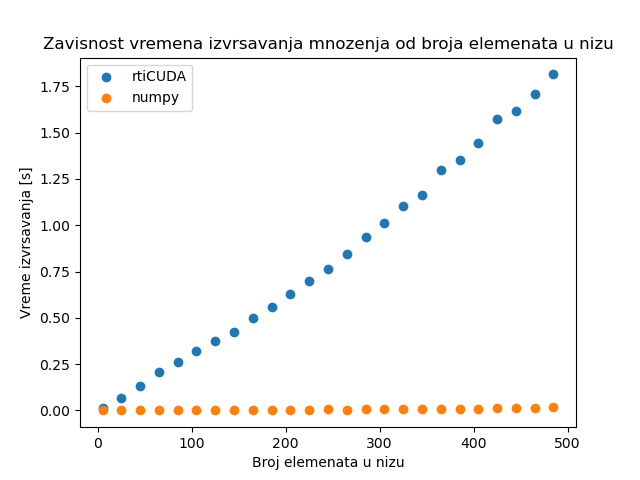 Zavisnost vremena izvrsavanja mnozenja od broja elemenata u nizu
rtiCUDA
numpy
Vreme izvrsavanja [s]
1.75
1.50
1.25
1.00
0.75
0.50
0.25
0.00
0 100 200 300 400 500
Broj elemenata u nizu